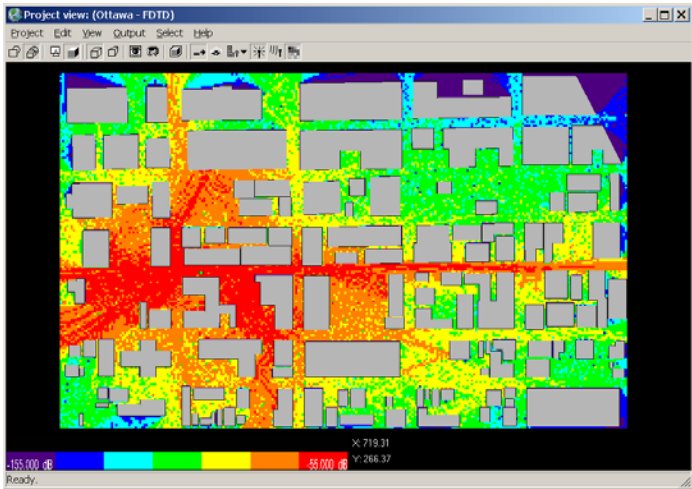 Project view: (Ottawa - FDTD)
Project Edit View Output Select Help
X: 719.31
-155.000 dB -55.000 dB Y: 266.37
Ready.